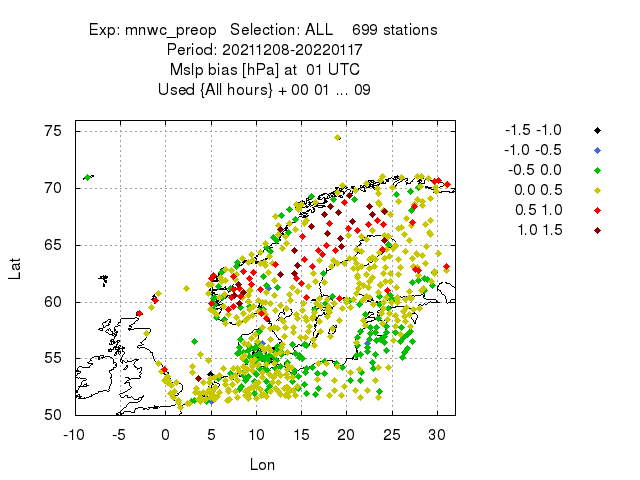 Exp: mnwc_preop Selection: ALL 699 stations
Period: 20211208-20220117
Mslp bias [hPa] at 01 UTC
Used {All hours} + 00 01 ... 09
-1.5 -1.0
-1.0 -0.5
-0.5 0.0
0.0 0.5
0.5 1.0
1.0 1.5
Lat
75
70
65
60
55
50
-10 -5 0 5 10 15 20 25 30
Lon